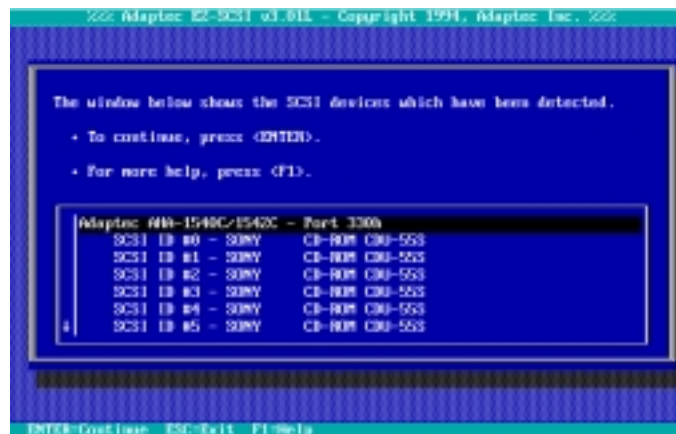 %%% Adaptec EZ-SCSI v3.01L - Copyright 1994, Adaptec Inc. %%%
The window below shows the SCSI devices which have been detected.
• To continue, press <ENTER>.
• For more help, press <F1>.
Adaptec AHA-1540C/1542C - Port 330h
SCSI ID #0 - SONY CD-ROM CDU-55S
SCSI ID #1 - SONY CD-ROM CDU-55S
SCSI ID #2 - SONY CD-ROM CDU-55S
SCSI ID #3 - SONY CD-ROM CDU-55S
SCSI ID #4 - SONY CD-ROM CDU-55S
↓ SCSI ID #5 - SONY CD-ROM CDU-55S
ENTER=Continue ESC=Exit F1=Help